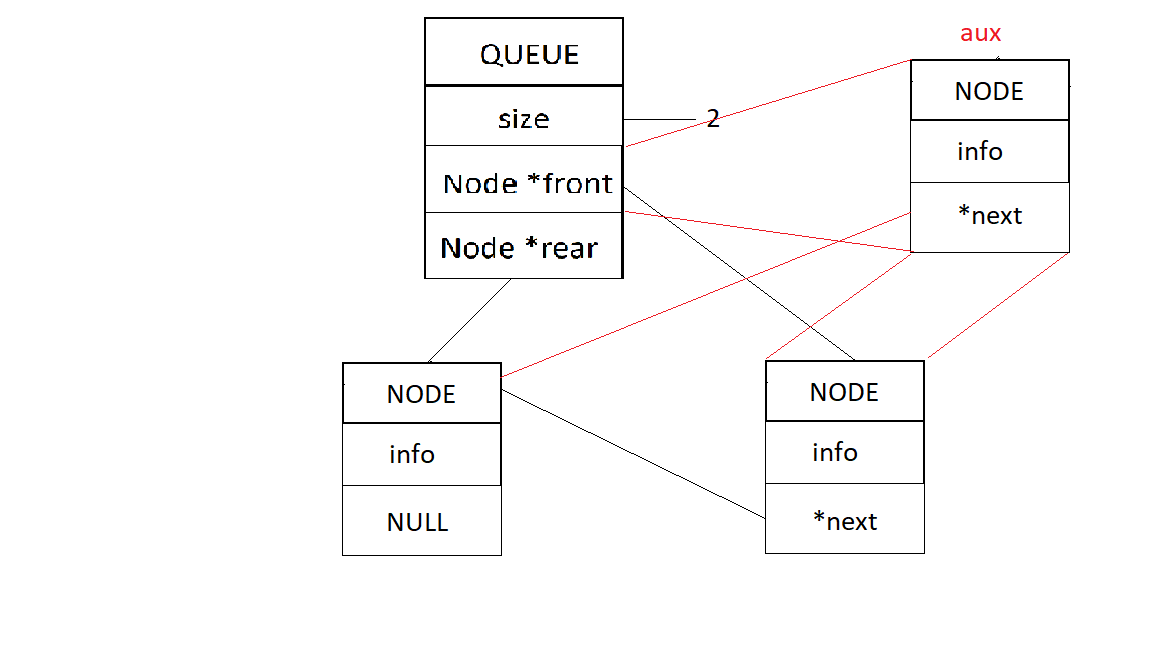 QUEUE
size
2
Node *front
Node *rear
aux
NODE
info
*next
NODE
info
NULL
NODE
info
*next